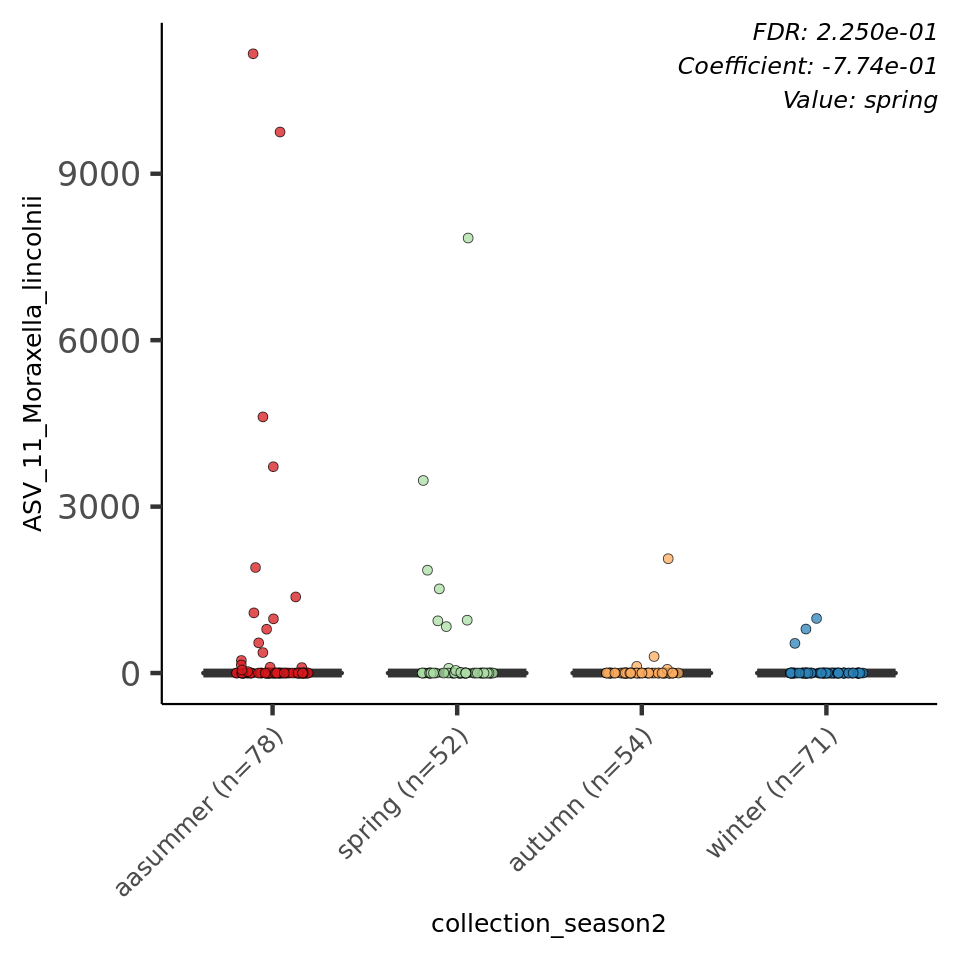 FDR: 2.250e-01
Coefficient: -7.74e-01
Value: spring
ASV_11_Moraxella_lincolnii
9000
6000
3000
0
aasummer (n=78)
spring (n=52)
autumn (n=54)
winter (n=71)
collection_season2